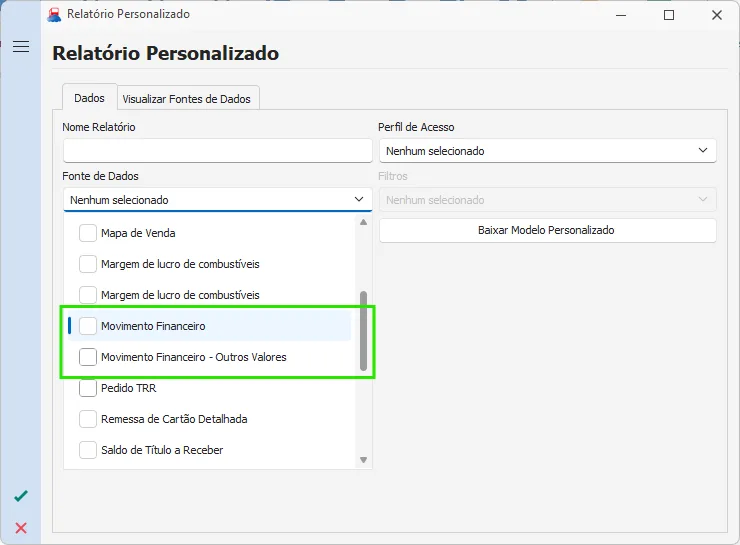 Relatório Personalizado
Relatório Personalizado
Dados
Visualizar Fontes de Dados
Nome Relatório
Perfil de Acesso
Nenhum selecionado
Fonte de Dados
Filtros
Nenhum selecionado
Nenhum selecionado
Baixar Modelo Personalizado
Mapa de Venda
Margem de lucro de combustíveis
Margem de lucro de combustíveis
Movimento Financeiro
Movimento Financeiro - Outros Valores
Pedido TRR
Remessa de Cartão Detalhada
Saldo de Título a Receber